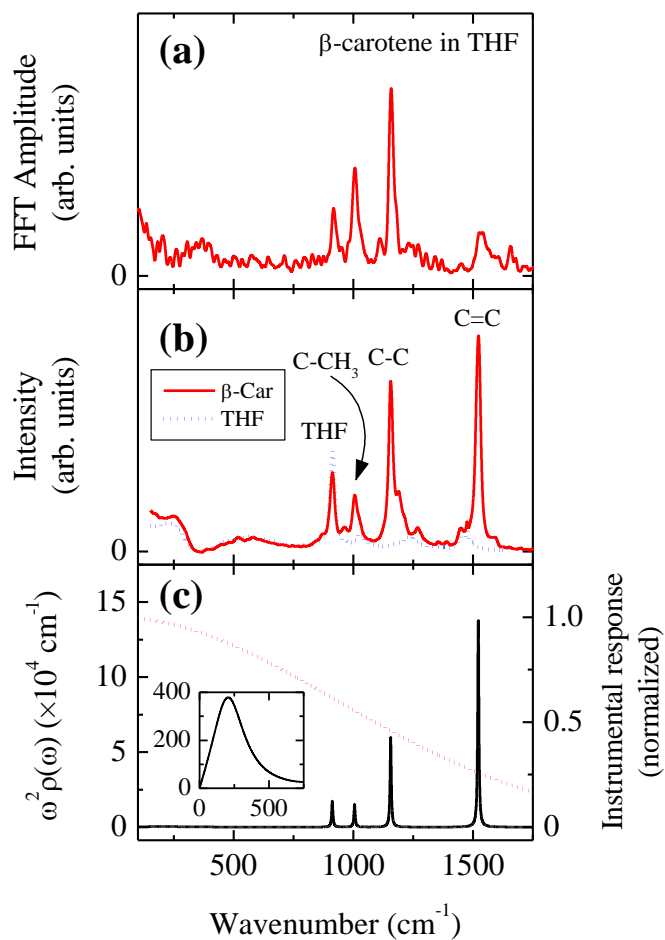 (a)
β-carotene in THF
FFT Amplitude
(arb. units)
0
(b)
C=C
C-CH₃
C-C
β-Car
THF
THF
Intensity
(arb. units)
0
(c)
15
10
5
0
ω² ρ(ω) (×10⁴ cm⁻¹)
400
200
0
0
500
1.0
0.5
0
Instrumental response
(normalized)
500
1000
1500
Wavenumber (cm⁻¹)